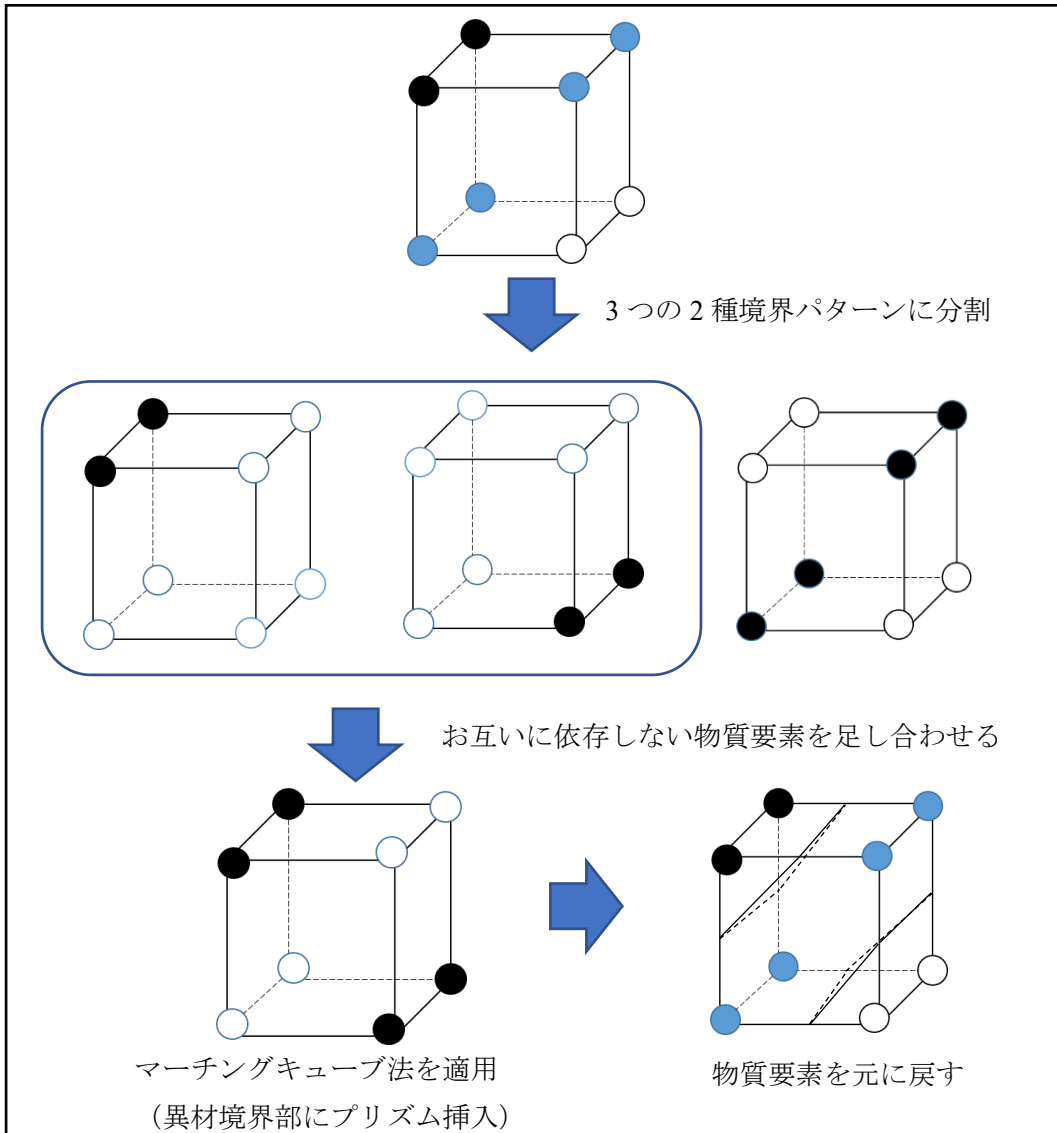 3 つの 2 種境界パターンに分割
お互いに依存しない物質要素を足し合わせる
マーチングキューブ法を適用
（異材境界部にプリズム挿入）
物質要素を元に戻す